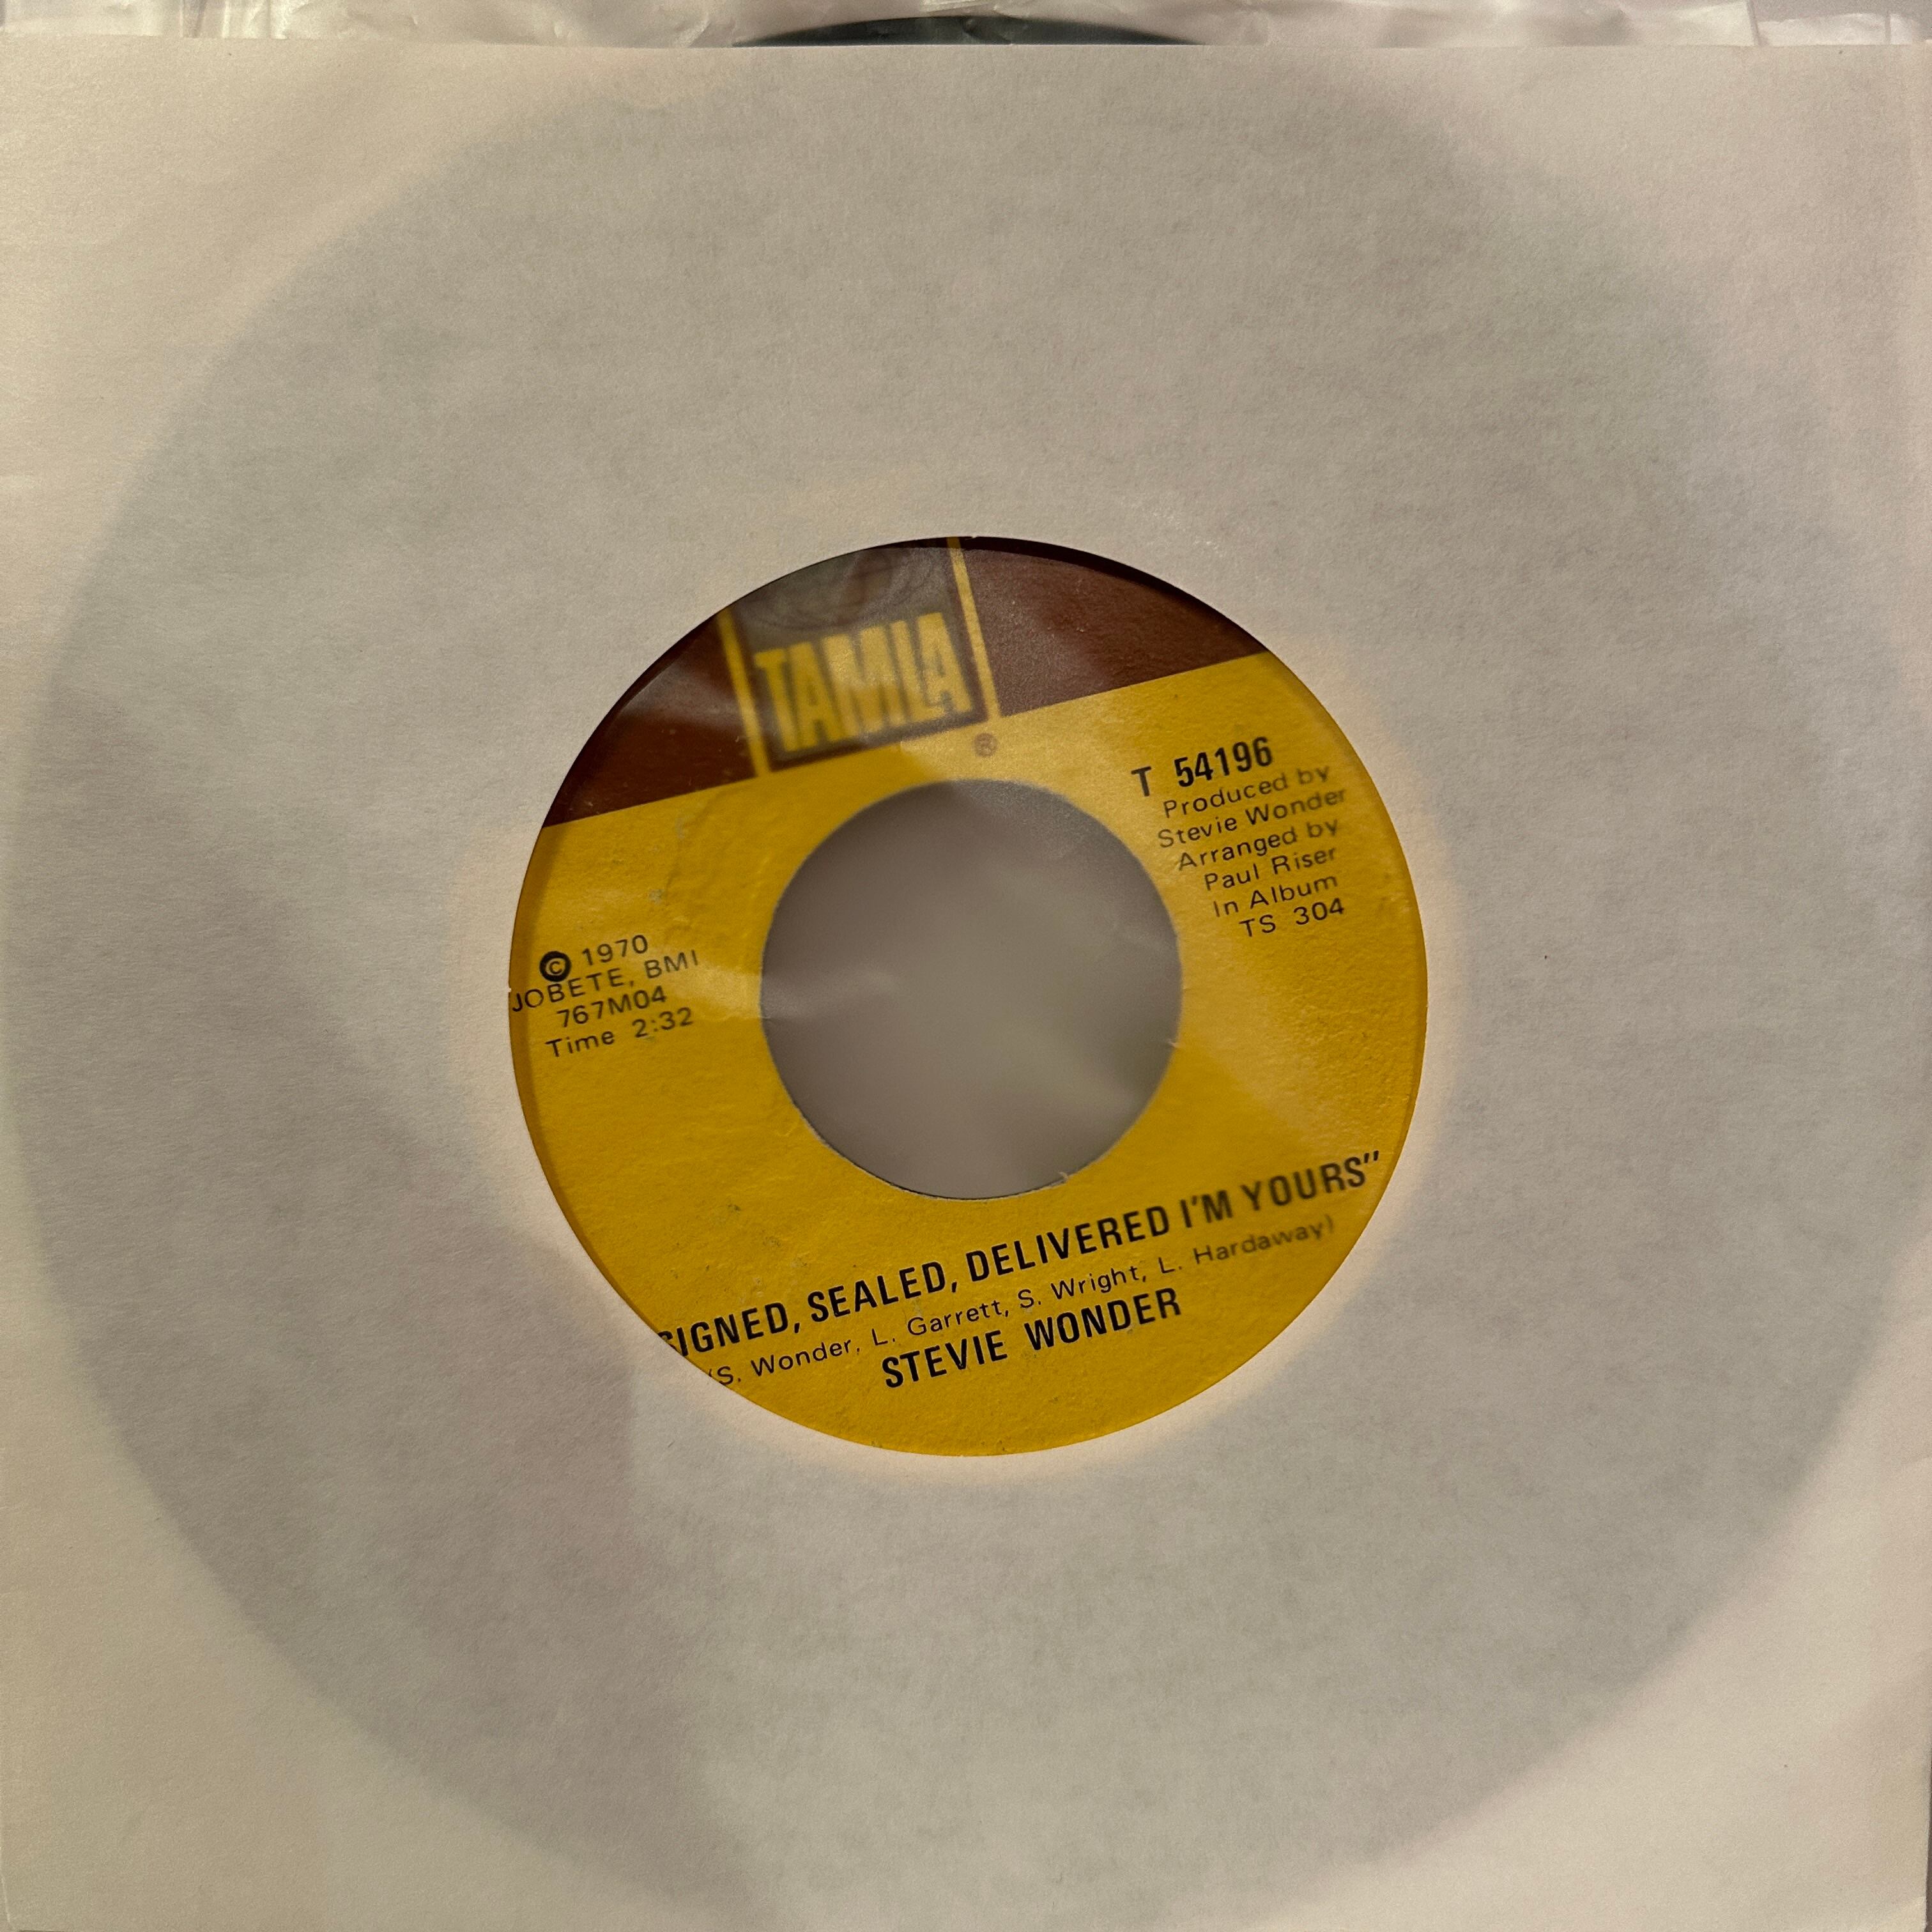 TAMLA
®
T 54196
Produced by
Stevie Wonder
Arranged by
Paul Riser
In Album
TS 304
© 1970
JOBETE, BMI
767M04
Time 2:32
SIGNED, SEALED, DELIVERED I'M YOURS"
(S. Wonder, L. Garrett, S. Wright, L. Hardaway)
STEVIE WONDER